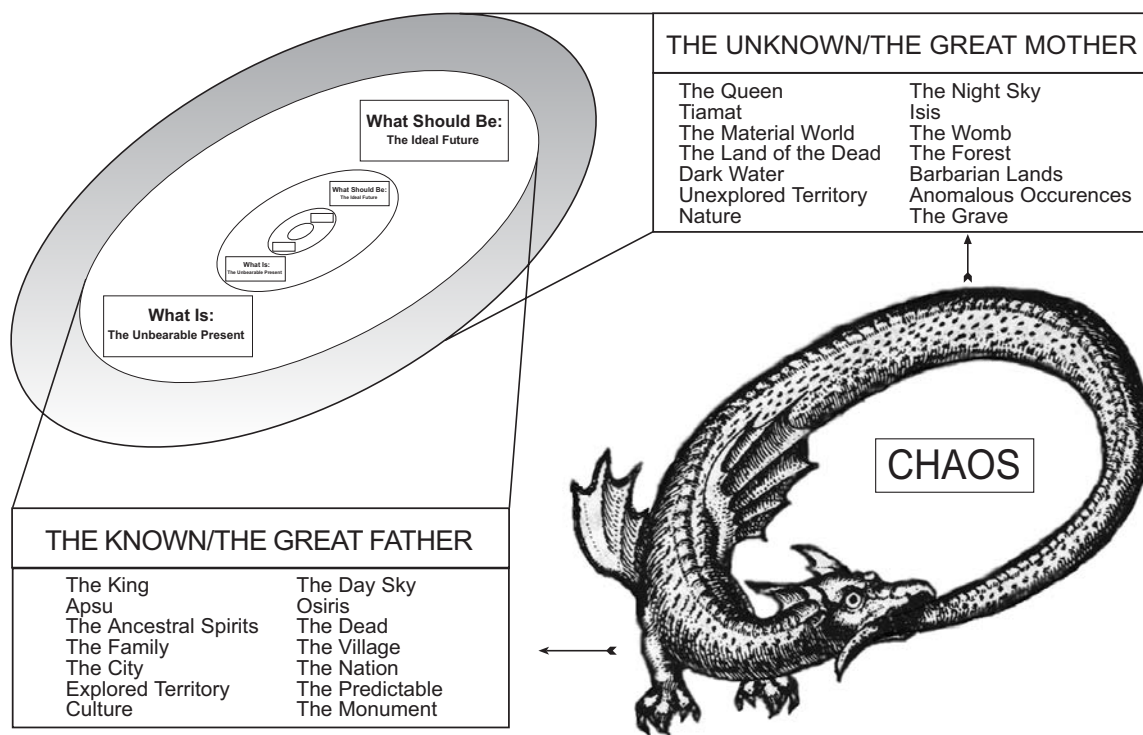 THE UNKNOWN/THE GREAT MOTHER
The Queen
Tiamat
The Material World
The Land of the Dead
Dark Water
Unexplored Territory
Nature
The Night Sky
Isis
The Womb
The Forest
Barbarian Lands
Anomalous Occurences
The Grave
What Should Be:
The Ideal Future
What Should Be:
The Ideal Future
What Is:
The Unbearable Present
What Is:
The Unbearable Present
CHAOS
THE KNOWN/THE GREAT FATHER
The King
Apsu
The Ancestral Spirits
The Family
The City
Explored Territory
Culture
The Day Sky
Osiris
The Dead
The Village
The Nation
The Predictable
The Monument